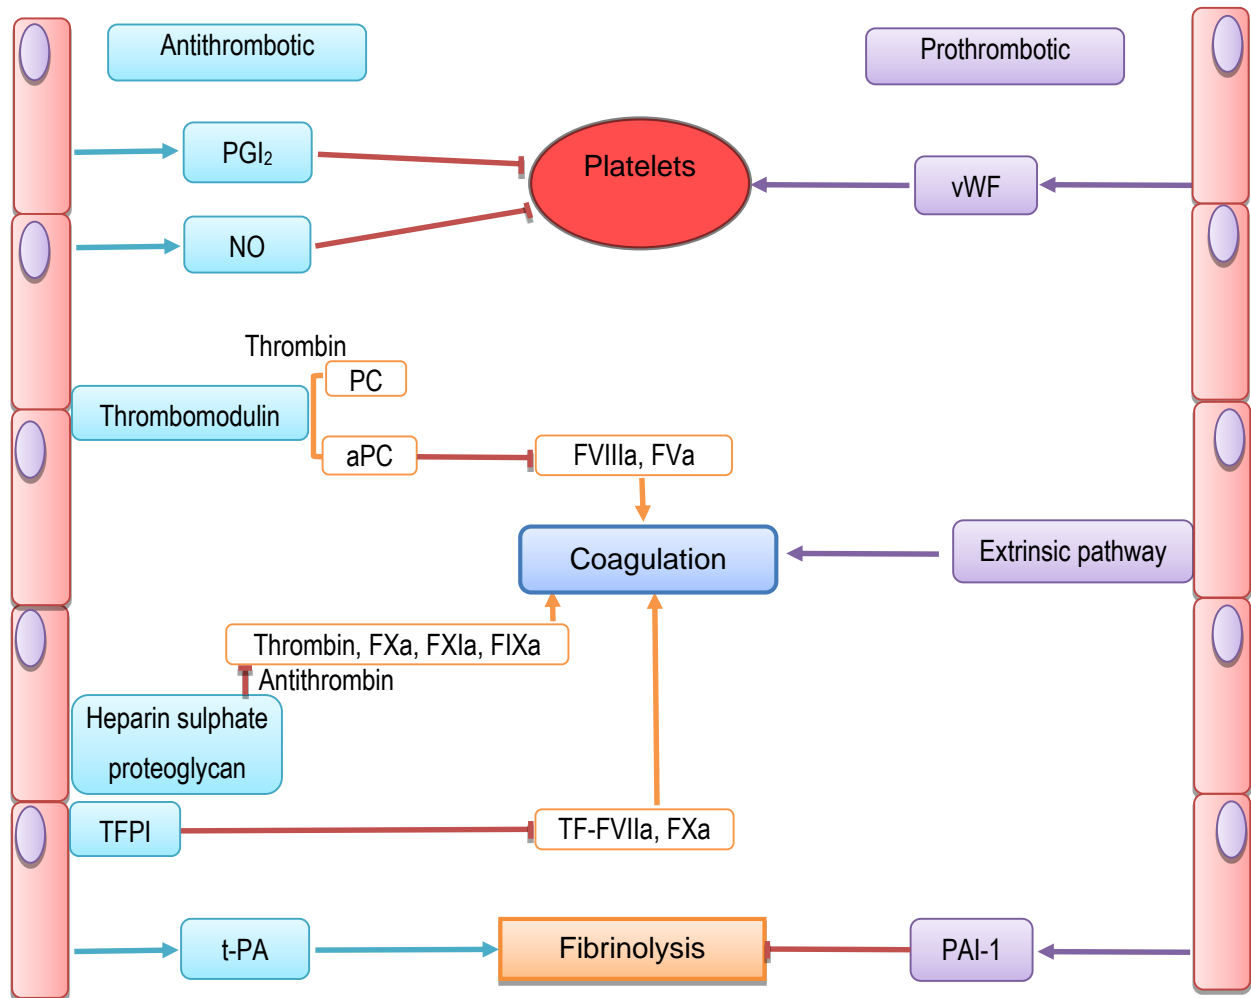 Antithrombotic
Prothrombotic
PGI₂
Platelets
vWF
NO
Thrombin
PC
Thrombomodulin
aPC
FVIIIa, FVa
Coagulation
Extrinsic pathway
Thrombin, FXa, FXIa, FIXa
Antithrombin
Heparin sulphate
proteoglycan
TFPI
TF-FVIIa, FXa
t-PA
Fibrinolysis
PAI-1